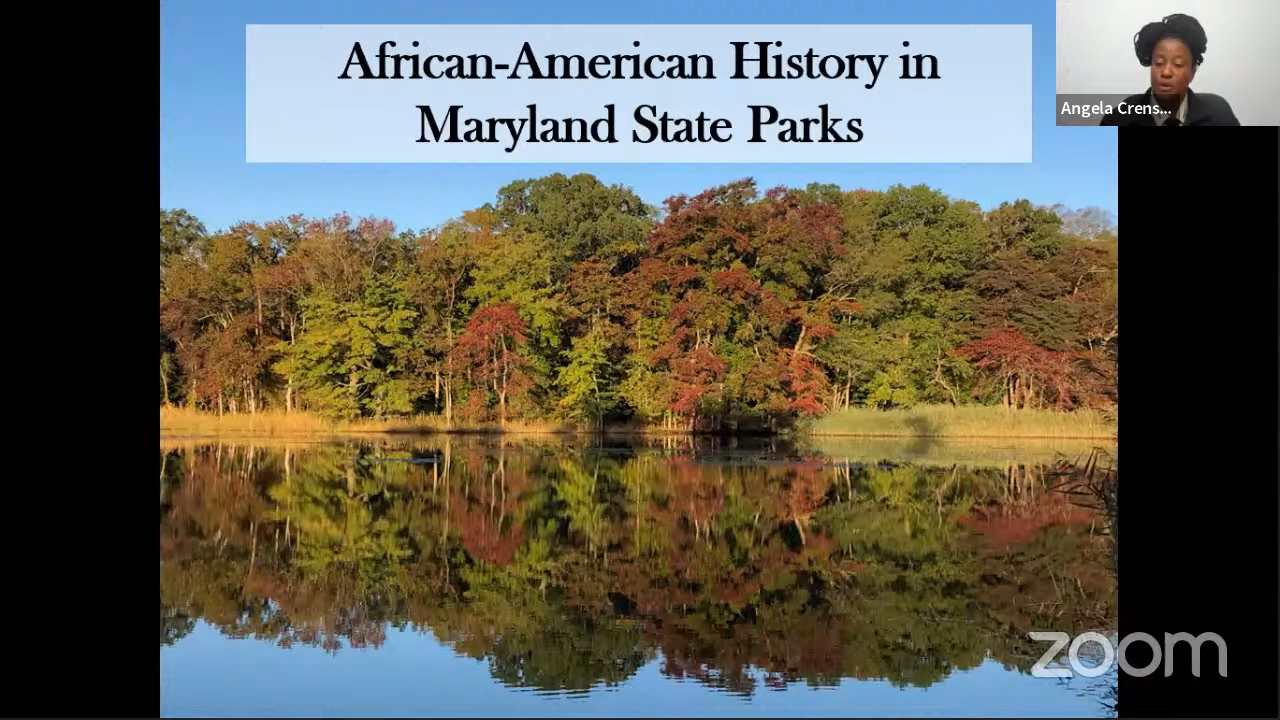 African-American History in
Maryland State Parks
Angela Crens...
zoom